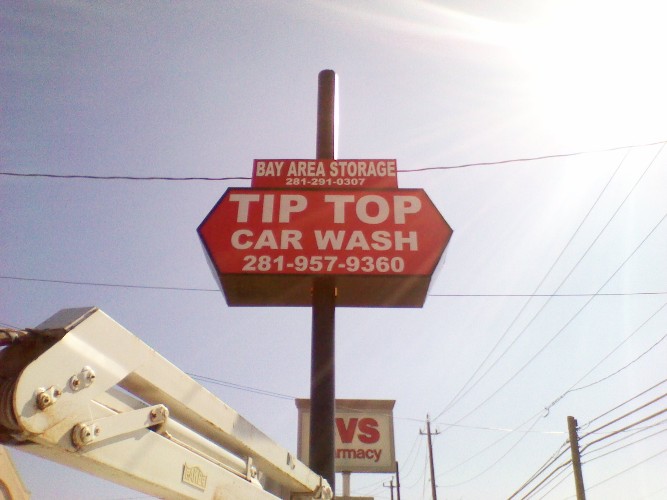 BAY AREA STORAGE
281-291-0307
TIP TOP
CAR WASH
281-957-9360
VS
rmacy